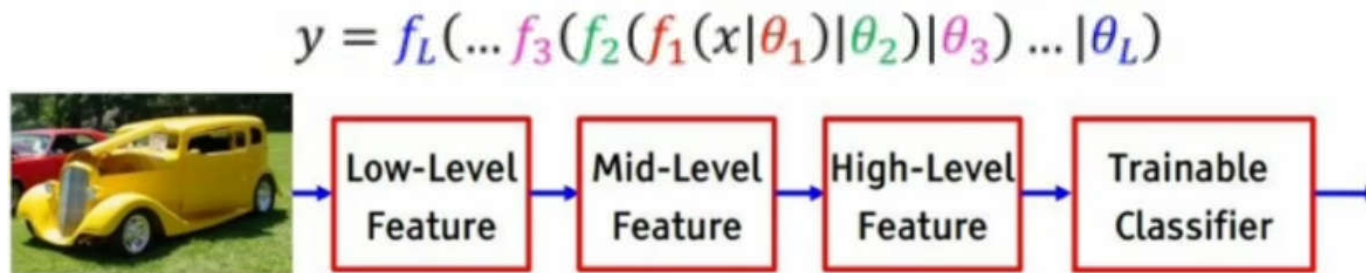 y = f_L(... f_3(f_2(f_1(x|θ_1)|θ_2)|θ_3) ... |θ_L)
Low-Level
Feature
Mid-Level
Feature
High-Level
Feature
Trainable
Classifier